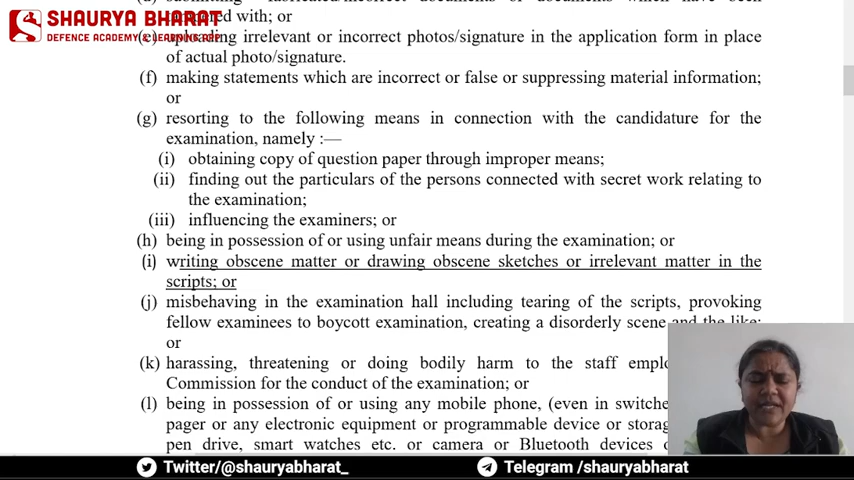 SHAURYA BHARAT
DEFENCE ACADEMY & LEARNING APP
tampered with; or
uploading irrelevant or incorrect photos/signature in the application form in place
of actual photo/signature.
(f) making statements which are incorrect or false or suppressing material information;
or
(g) resorting to the following means in connection with the candidature for the
examination, namely :—
(i) obtaining copy of question paper through improper means;
(ii) finding out the particulars of the persons connected with secret work relating to
the examination;
(iii) influencing the examiners; or
(h) being in possession of or using unfair means during the examination; or
(i) writing obscene matter or drawing obscene sketches or irrelevant matter in the
scripts; or
(j) misbehaving in the examination hall including tearing of the scripts, provoking
fellow examinees to boycott examination, creating a disorderly scene and the like;
or
(k) harassing, threatening or doing bodily harm to the staff
Commission for the conduct of the examination; or
(l) being in possession of or using any mobile phone, (even in
pager or any electronic equipment or programmable device or
pen drive, smart watches etc. or camera or Bluetooth devices
Twitter/@shauryabharat_
Telegram /shauryabharat